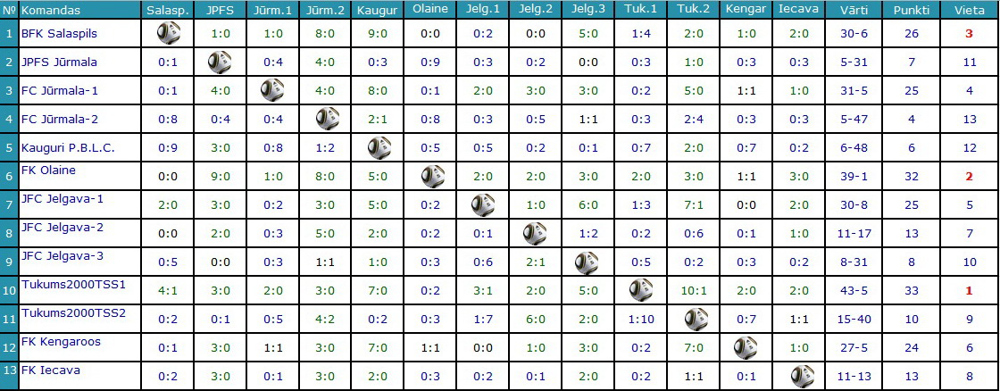 № Komandas Salasp. JPFS Jūrm.1 Jūrm.2 Kaugur Olaine Jelg.1 Jelg.2 Jelg.3 Tuk.1 Tuk.2 Kengar Iecava Vārti Punkti Vieta
1 BFK Salaspils 1:0 1:0 8:0 9:0 0:0 0:2 0:0 5:0 1:4 2:0 1:0 2:0 30-6 26 3
2 JPFS Jūrmala 0:1 0:4 4:0 0:3 0:9 0:3 0:2 0:0 0:3 1:0 0:3 0:3 5-31 7 11
3 FC Jūrmala-1 0:1 4:0 4:0 8:0 0:1 2:0 3:0 3:0 0:2 5:0 1:1 1:0 31-5 25 4
4 FC Jūrmala-2 0:8 0:4 0:4 2:1 0:8 0:3 0:5 1:1 0:3 2:4 0:3 0:3 5-47 4 13
5 Kauguri P.B.L.C. 0:9 3:0 0:8 1:2 0:5 0:5 0:2 0:1 0:7 2:0 0:7 0:2 6-48 6 12
6 FK Olaine 0:0 9:0 1:0 8:0 5:0 2:0 2:0 3:0 2:0 3:0 1:1 3:0 39-1 32 2
7 JFC Jelgava-1 2:0 3:0 0:2 3:0 5:0 0:2 1:0 6:0 1:3 7:1 0:0 2:0 30-8 25 5
8 JFC Jelgava-2 0:0 2:0 0:3 5:0 2:0 0:2 0:1 1:2 0:2 0:6 0:1 1:0 11-17 13 7
9 JFC Jelgava-3 0:5 0:0 0:3 1:1 1:0 0:3 0:6 2:1 0:5 0:2 0:3 0:2 8-31 8 10
10 Tukums2000TSS1 4:1 3:0 2:0 3:0 7:0 0:2 3:1 2:0 5:0 10:1 2:0 2:0 43-5 33 1
11 Tukums2000TSS2 0:2 0:1 0:5 4:2 0:2 0:3 1:7 6:0 2:0 1:10 0:7 1:1 15-40 10 9
12 FK Kengaroos 0:1 3:0 1:1 3:0 7:0 1:1 0:0 1:0 3:0 0:2 7:0 1:0 27-5 24 6
13 FK Iecava 0:2 3:0 0:1 3:0 2:0 0:3 0:2 0:1 2:0 0:2 1:1 0:1 11-13 13 8